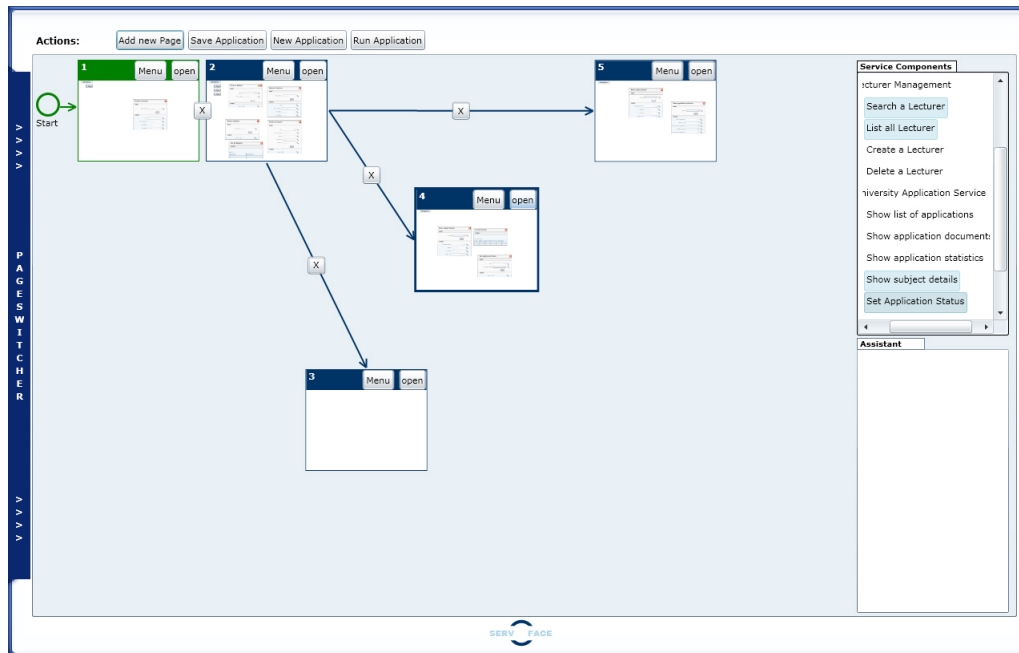 Actions:
Add new Page
Save Application
New Application
Run Application
Service Components
1
Menu
open
2
Menu
open
5
Menu
open
X
X
X
X
Start
4
Menu
open
3
Menu
open
> > > >
PAGESWITCHER
> > > >
cturer Management
Search a Lecturer
List all Lecturer
Create a Lecturer
Delete a Lecturer
niversity Application Service
Show list of applications
Show application document
Show application statistics
Show subject details
Set Application Status
Assistant
SERV FACE